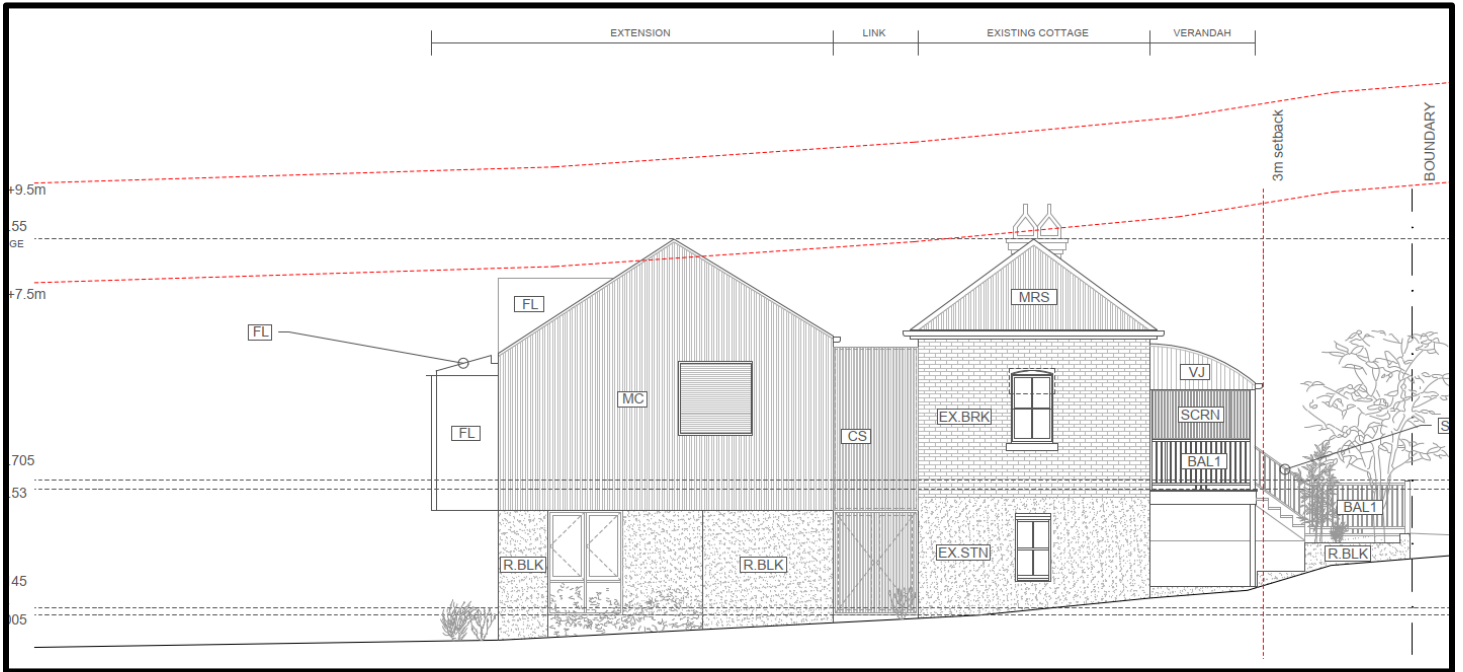 EXTENSION
LINK
EXISTING COTTAGE
VERANDAH
3m setback
BOUNDARY
+9.5m
.55
GE
+7.5m
FL
FL
FL
MRS
MC
VJ
SCRN
EX.BRK
CS
BAL1
S
.705
.53
BAL1
EX.STN
R.BLK
R.BLK
R.BLK
45
005